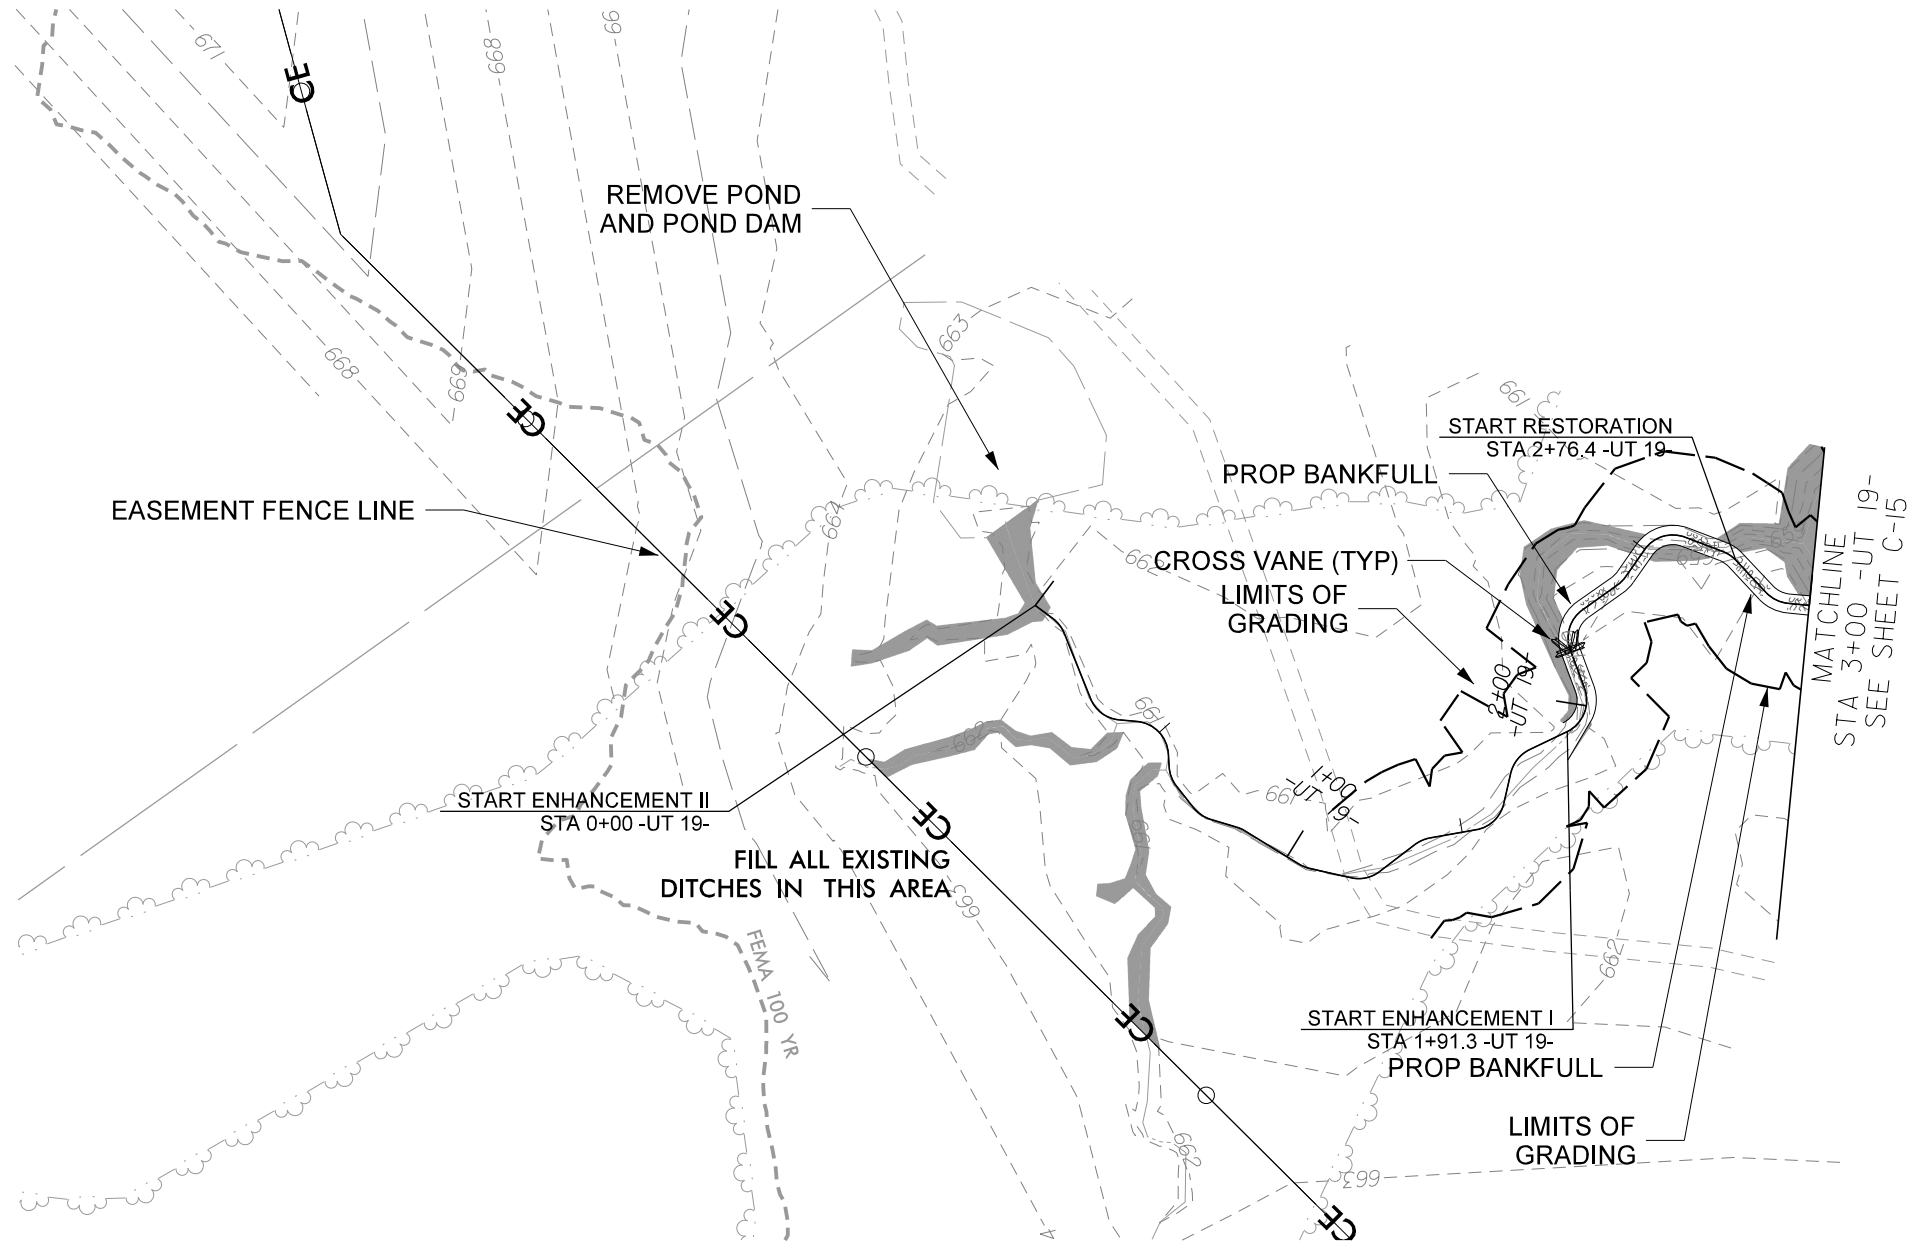 671
668
669
CE
REMOVE POND
AND POND DAM
663
668
669
CE
661
START RESTORATION
STA 2+76.4 -UT 19-
PROP BANKFULL
EASEMENT FENCE LINE
664
662
CROSS VANE (TYP)
LIMITS OF
GRADING
659
MATCHLINE
STA 3+00 -UT 19-
SEE SHEET C-15
CE
2+00
-UT 19-
661
662
1+00
-UT 19-
661
START ENHANCEMENT II
STA 0+00 -UT 19-
CE
FILL ALL EXISTING
DITCHES IN THIS AREA
661
663
FEMA 100 YR
662
CE
START ENHANCEMENT I
STA 1+91.3 -UT 19-
PROP BANKFULL
LIMITS OF
GRADING
662
663
CE
4